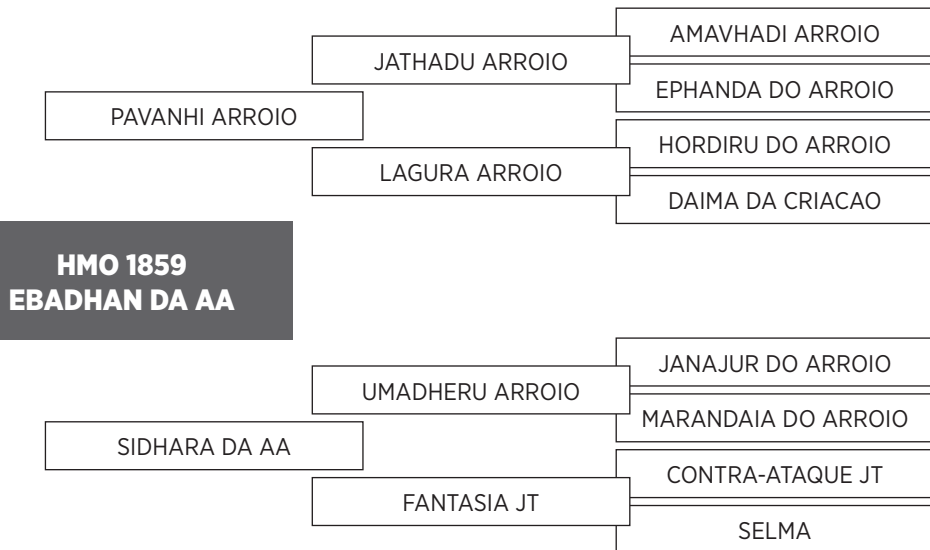 AMAVHADI ARROIO
JATHADU ARROIO
EPHANDA DO ARROIO
PAVANHI ARROIO
HORDIRU DO ARROIO
LAGURA ARROIO
DAIMA DA CRIACAO
HMO 1859
EBADHAN DA AA
JANAJUR DO ARROIO
UMADHERU ARROIO
MARANDAIA DO ARROIO
SIDHARA DA AA
CONTRA-ATAQUE JT
FANTASIA JT
SELMA